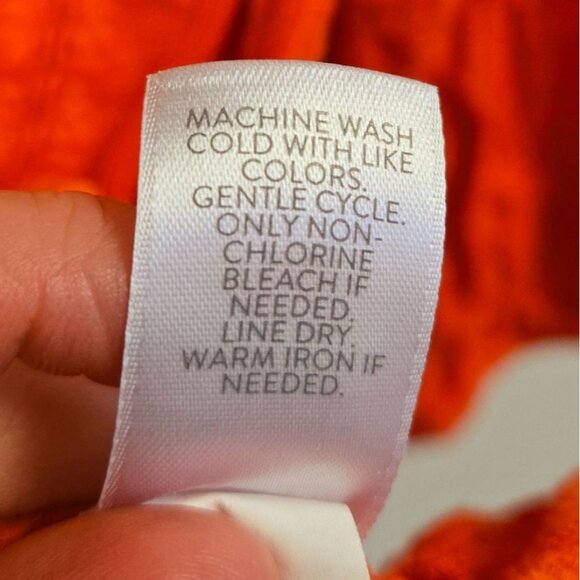 MACHINE WASH
COLD WITH LIKE
COLORS.
GENTLE CYCLE.
ONLY NON-
CHLORINE
BLEACH IF
NEEDED.
LINE DRY.
WARM IRON IF
NEEDED.